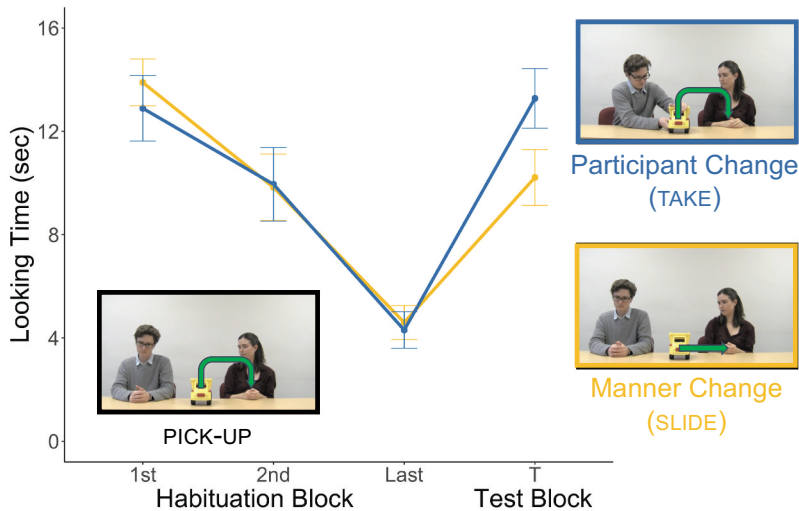 16
12
8
4
0
Looking Time (sec)
PICK-UP
1st
2nd
Last
T
Habituation Block
Test Block
Participant Change
(TAKE)
Manner Change
(SLIDE)